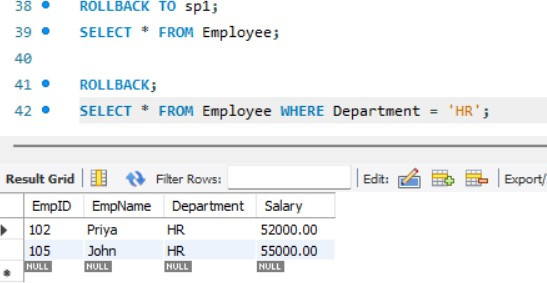 38 ROLLBACK TO sp1;
39 SELECT * FROM Employee;
40
41 ROLLBACK;
42 SELECT * FROM Employee WHERE Department = 'HR';
Result Grid Filter Rows: Edit: Export/
EmpID EmpName Department Salary
102 Priya HR 52000.00
105 John HR 55000.00
NULL NULL NULL NULL